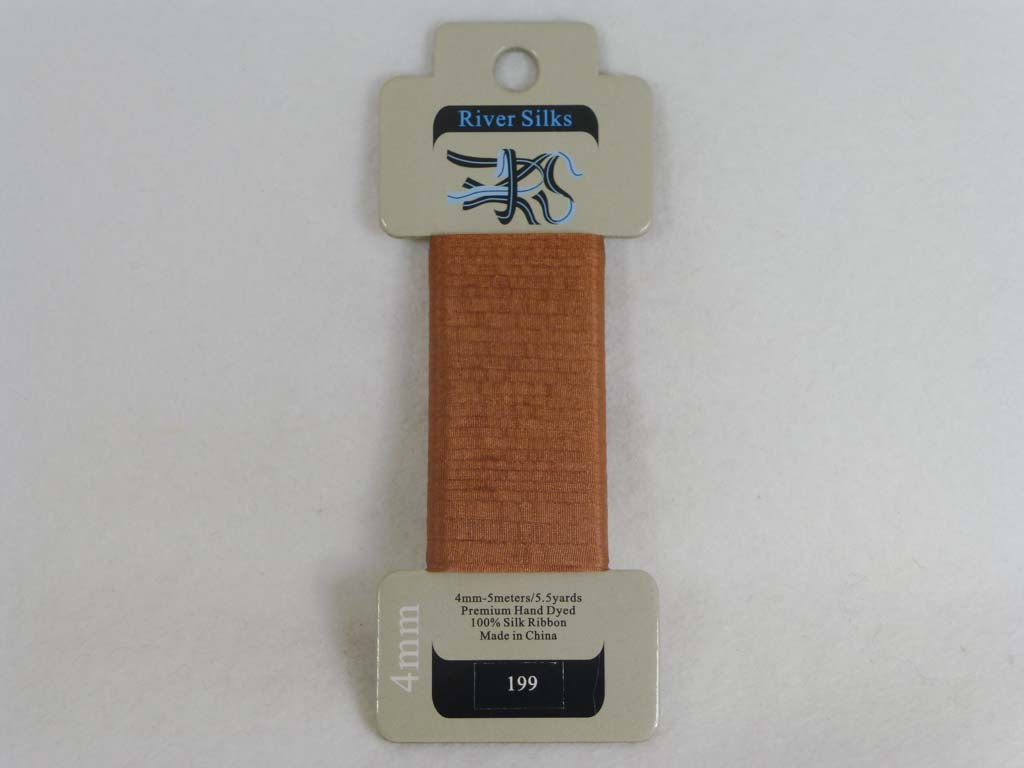 River Silks
4mm-5meters/5.5yards
Premium Hand Dyed
100% Silk Ribbon
Made in China
4mm
199